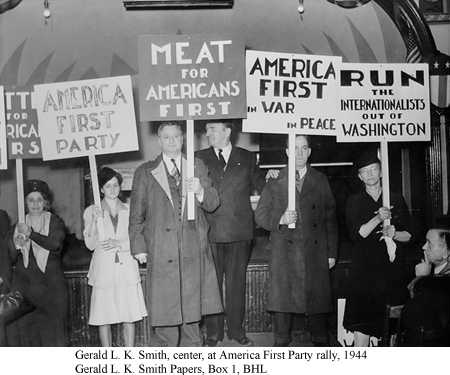 FOR
AMERICA
FIRST
PARTY
MEAT
FOR
AMERICANS
FIRST
AMERICA
FIRST
IN WAR
IN PEACE
RUN
THE
INTERNATIONALISTS
OUT OF
WASHINGTON
Gerald L. K. Smith, center, at America First Party rally, 1944
Gerald L. K. Smith Papers, Box 1, BHL